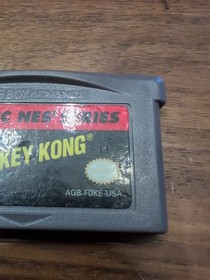 C NES SERIES
KEY KONG®
AGB-FDKE-USA